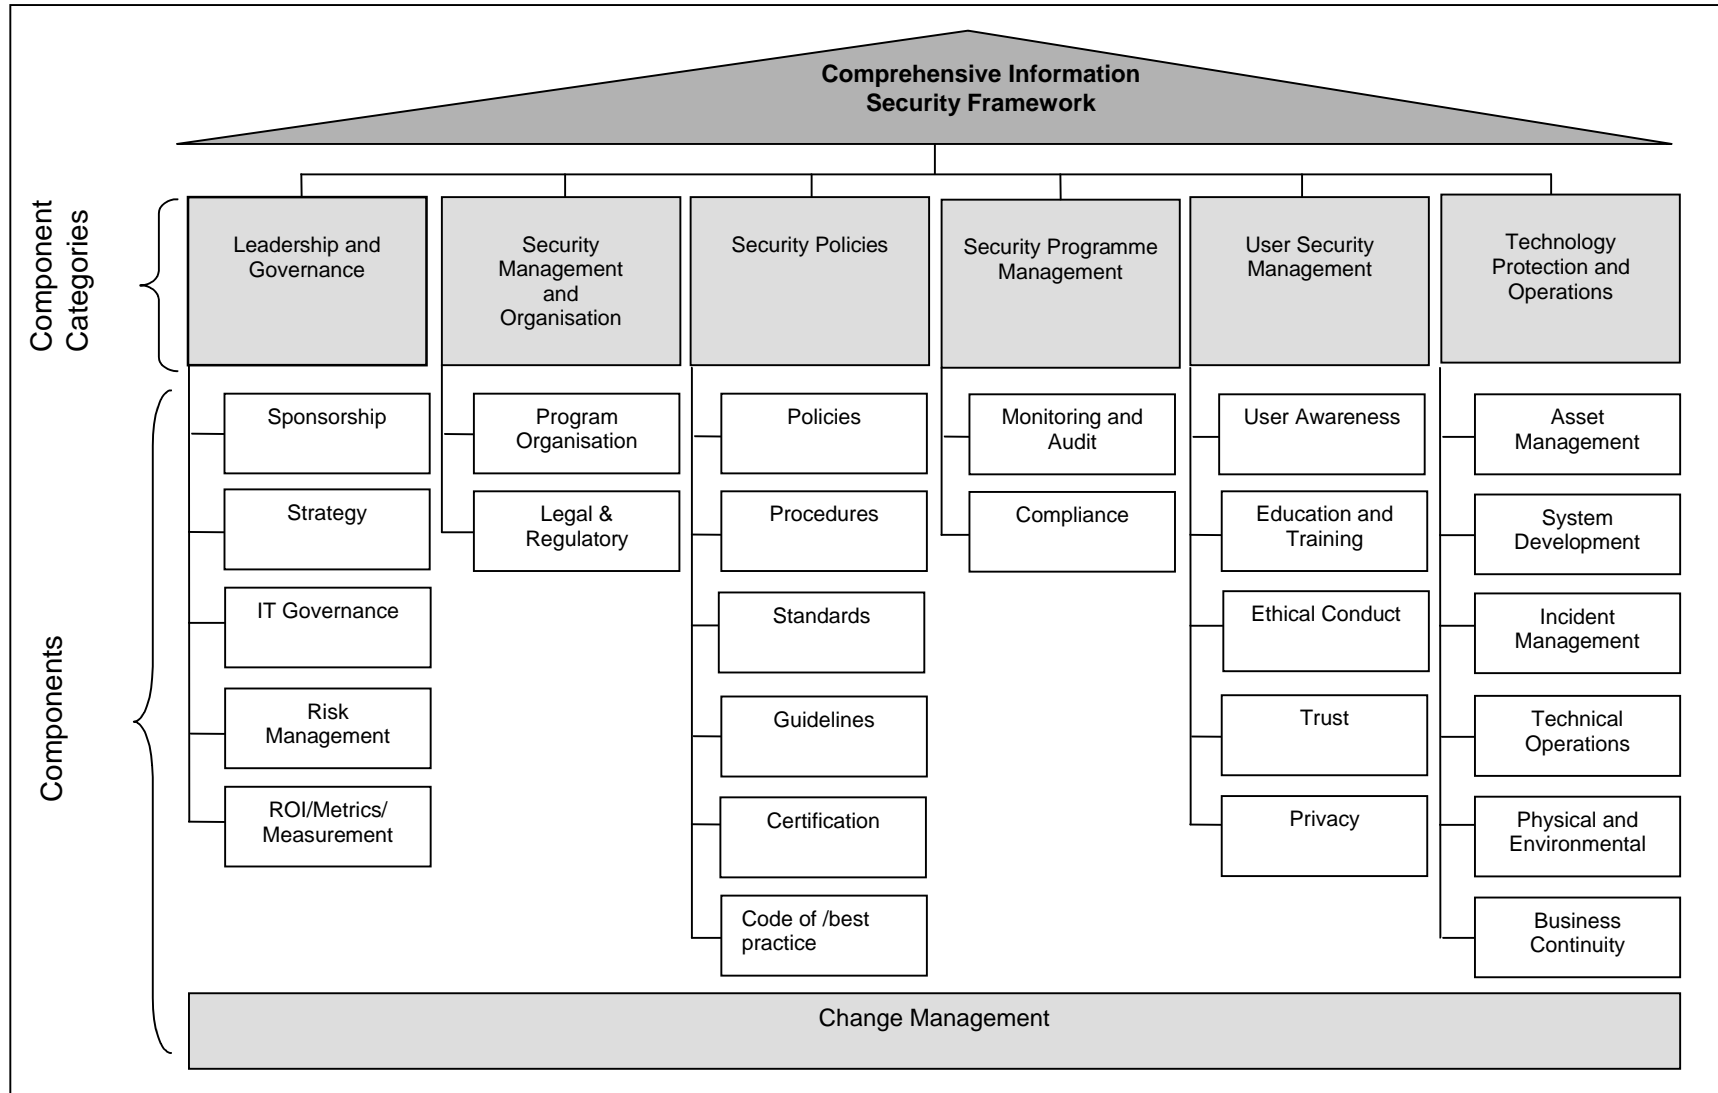 Comprehensive Information
Security Framework
Component
Categories
Leadership and
Governance
Security
Management
and
Organisation
Security Policies
Security Programme
Management
User Security
Management
Technology
Protection and
Operations
Components
Sponsorship
Strategy
IT Governance
Risk
Management
ROI/Metrics/
Measurement
Program
Organisation
Legal &
Regulatory
Policies
Procedures
Standards
Guidelines
Certification
Code of /best
practice
Monitoring and
Audit
Compliance
User Awareness
Education and
Training
Ethical Conduct
Trust
Privacy
Asset
Management
System
Development
Incident
Management
Technical
Operations
Physical and
Environmental
Business
Continuity
Change Management